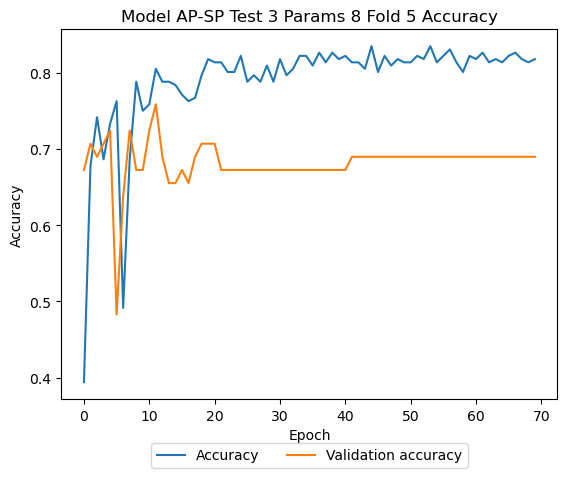 Model AP-SP Test 3 Params 8 Fold 5 Accuracy
Accuracy
0.8
0.7
0.6
0.5
0.4
0 10 20 30 40 50 60 70
Epoch
Accuracy Validation accuracy